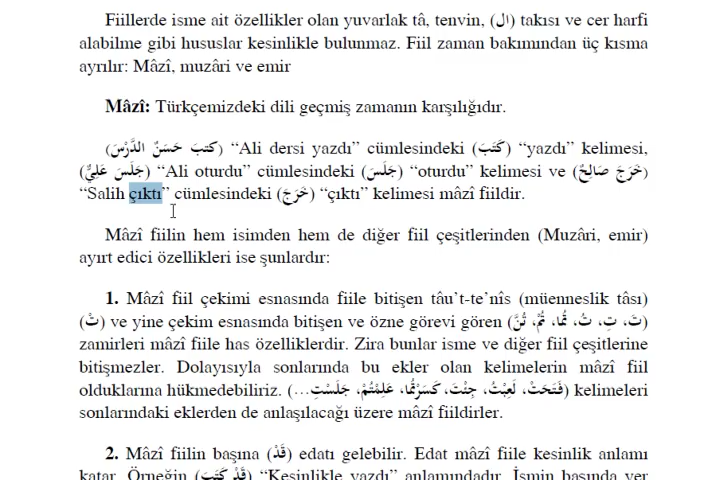 Fiillerde isme ait özellikler olan yuvarlak tâ, tenvin, (ال) takısı ve cer harfi
alabilme gibi hususlar kesinlikle bulunmaz. Fiil zaman bakımından üç kısma
ayrılır: Mâzî, muzâri ve emir
Mâzî: Türkçemizdeki dili geçmiş zamanın karşılığıdır.
(كتبَ حَسَنٌ الدَّرْسَ) “Ali dersi yazdı” cümlesindeki (كَتَبَ) “yazdı” kelimesi,
(جَلَسَ عَلِيٌّ) “Ali oturdu” cümlesindeki (جَلَسَ) “oturdu” kelimesi ve (خَرَجَ صَالِحٌ)
“Salih çıktı” cümlesindeki (خَرَجَ) “çıktı” kelimesi mâzî fiildir.
Mâzî fiilin hem isimden hem de diğer fiil çeşitlerinden (Muzâri, emir)
ayırt edici özellikleri ise şunlardır:
1. Mâzî fiil çekimi esnasında fiile bitişen tâu’t-te’nîs (müenneslik tâsı)
(تْ) ve yine çekim esnasında bitişen ve özne görevi gören (تَ، تِ، تُ، تُمَا، تُمْ، تُنَّ)
zamirleri mâzî fiile has özelliklerdir. Zira bunlar isme ve diğer fiil çeşitlerine
bitişmezler. Dolayısıyla sonlarında bu ekler olan kelimelerin mâzî fiil
olduklarına hükmedebiliriz. (فَتَحَتْ، لَعِبْتُ، جِئْتَ، كَسَرْتُمَا، عَلِمْتُمْ، جَلَسْتِ…) kelimeleri
sonlarındaki eklerden de anlaşılacağı üzere mâzî fiildirler.
2. Mâzî fiilin başına (قَدْ) edatı gelebilir. Edat mâzî fiile kesinlik anlamı
katar. Örneğin (قَدْ كَتَبَ) “Kesinlikle yazdı” anlamındadır. İsmin başında yer